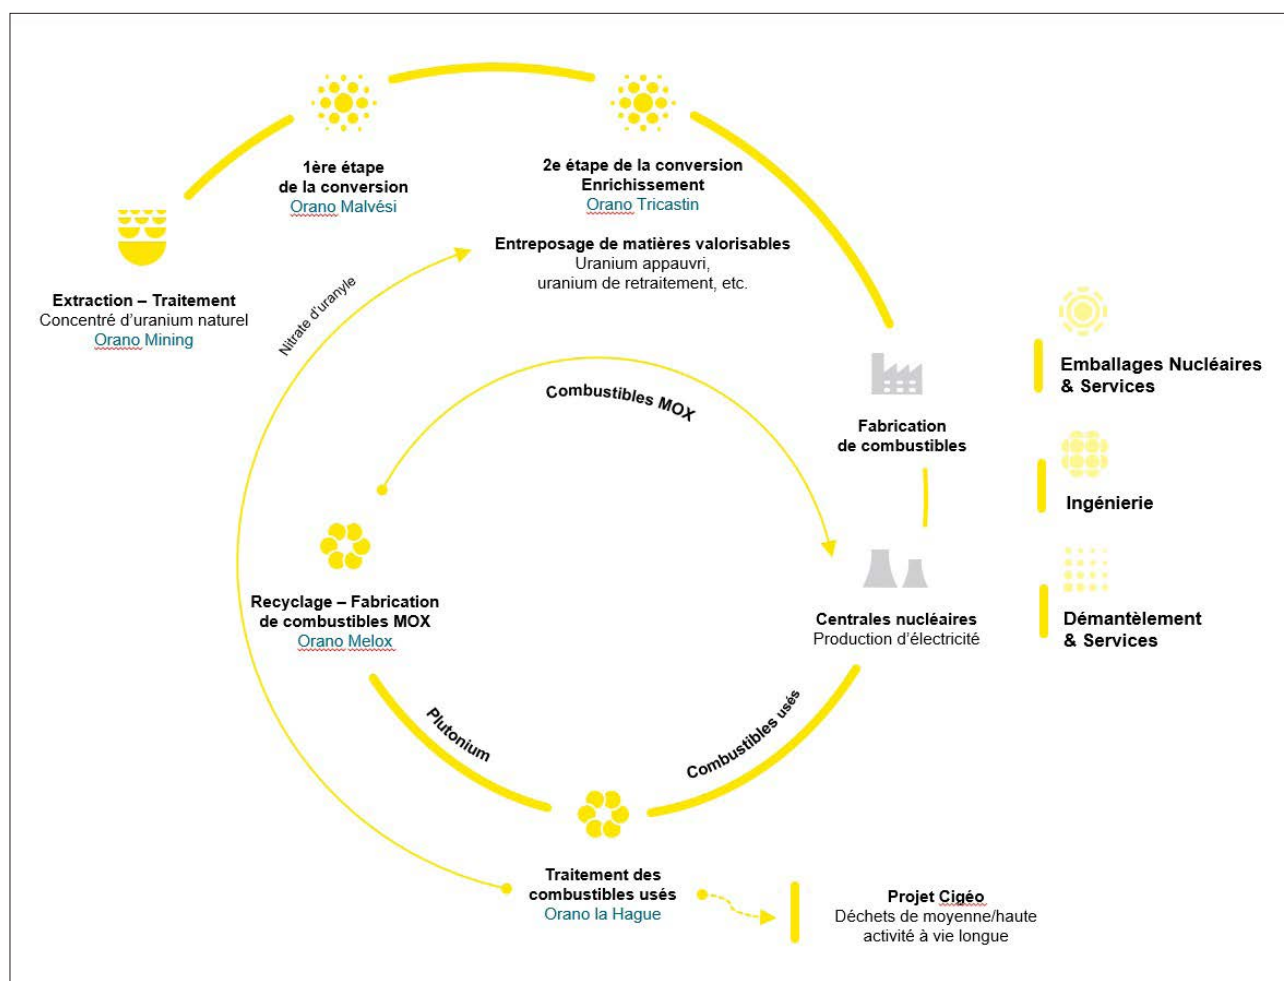 1ère étape
de la conversion
Orano Malvési
2e étape de la conversion
Enrichissement
Orano Tricastin
Entreposage de matières valorisables
Uranium appauvri,
uranium de retraitement, etc.
Extraction – Traitement
Concentré d'uranium naturel
Orano Mining
Nitrate d'uranyle
Combustibles MOX
Fabrication
de combustibles
Emballages Nucléaires
& Services
Ingénierie
Démantèlement
& Services
Recyclage – Fabrication
de combustibles MOX
Orano Melox
Centrales nucléaires
Production d'électricité
Plutonium
Combustibles usés
Traitement des
combustibles usés
Orano la Hague
Projet Cigéo
Déchets de moyenne/haute
activité à vie longue